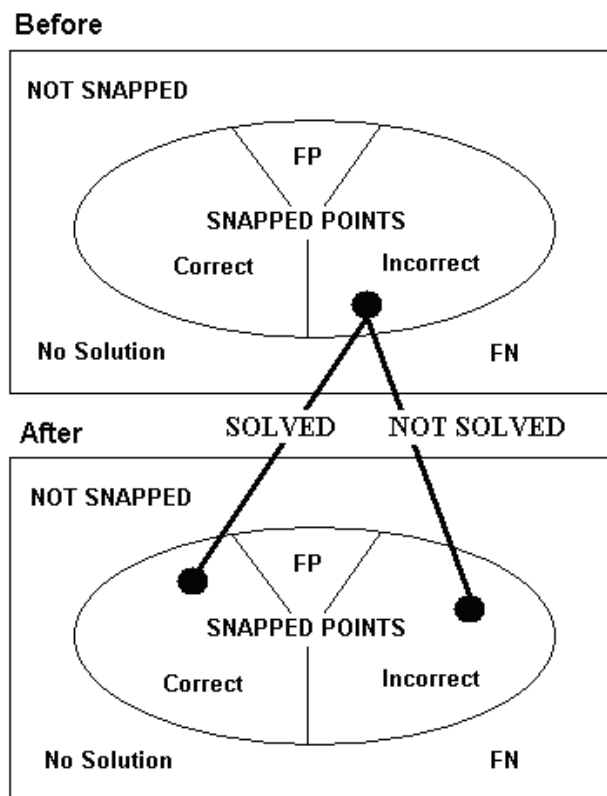 Before
NOT SNAPPED
FP
SNAPPED POINTS
Correct
Incorrect
No Solution
FN
After
SOLVED
NOT SOLVED
NOT SNAPPED
FP
SNAPPED POINTS
Correct
Incorrect
No Solution
FN